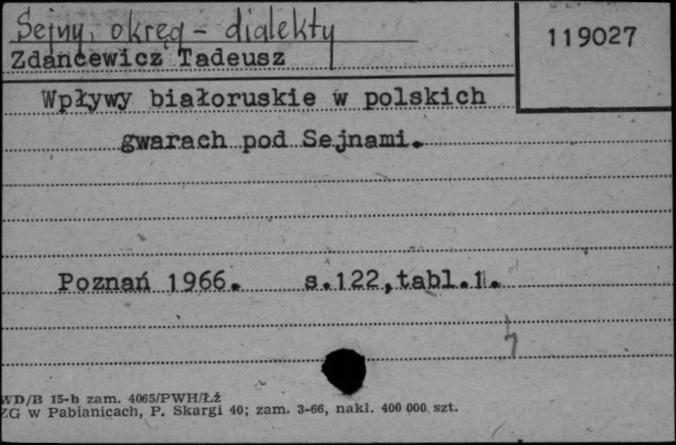 Sejny, okręg - dialekty
119027
Zdancewicz Tadeusz
Wpływy białoruskie w polskich
gwarach pod Sejnami.
Poznań 1966. s.122,tabl.1.
WD/B 15-b zam. 4065/PWH/Łź
ZG w Pabianicach, P. Skargi 40; zam. 3-66, nakł. 400 000 szt.